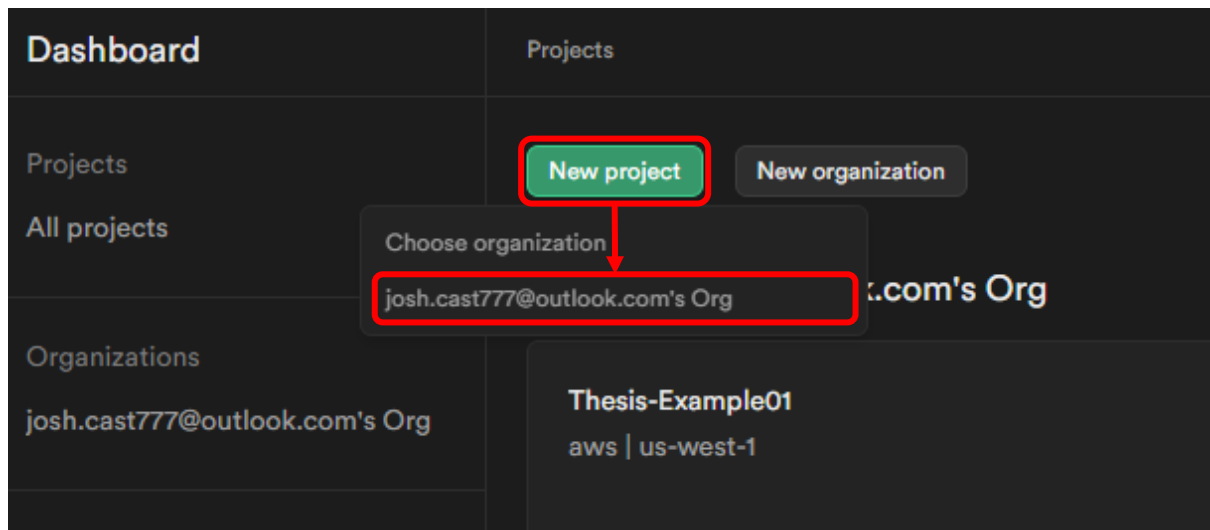 Dashboard
Projects
Projects
All projects
Organizations
josh.cast777@outlook.com's Org
New project
New organization
Choose organization
josh.cast777@outlook.com's Org
.com's Org
Thesis-Example01
aws | us-west-1